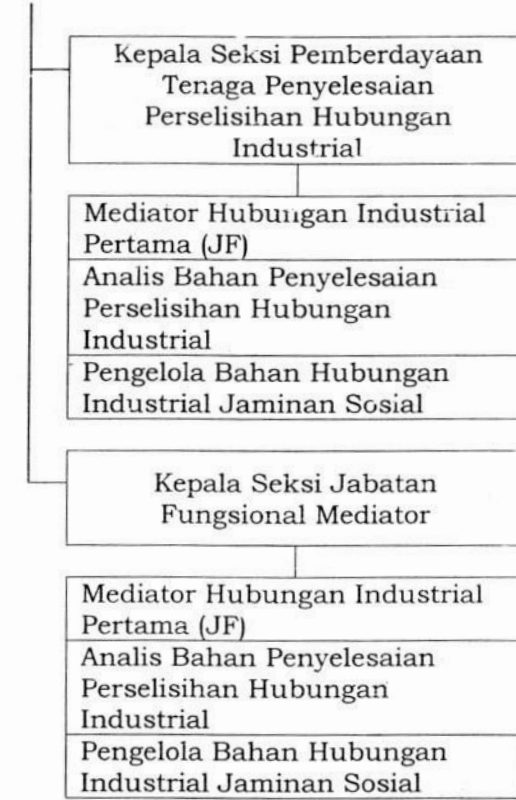 Kepala Seksi Pemberdayaan
Tenaga Penyelesaian
Perselisihan Hubungan
Industrial
Mediator Hubungan Industrial
Pertama (JF)
Analis Bahan Penyelesaian
Perselisihan Hubungan
Industrial
Pengelola Bahan Hubungan
Industrial Jaminan Sosial
Kepala Seksi Jabatan
Fungsional Mediator
Mediator Hubungan Industrial
Pertama (JF)
Analis Bahan Penyelesaian
Perselisihan Hubungan
Industrial
Pengelola Bahan Hubungan
Industrial Jaminan Sosial